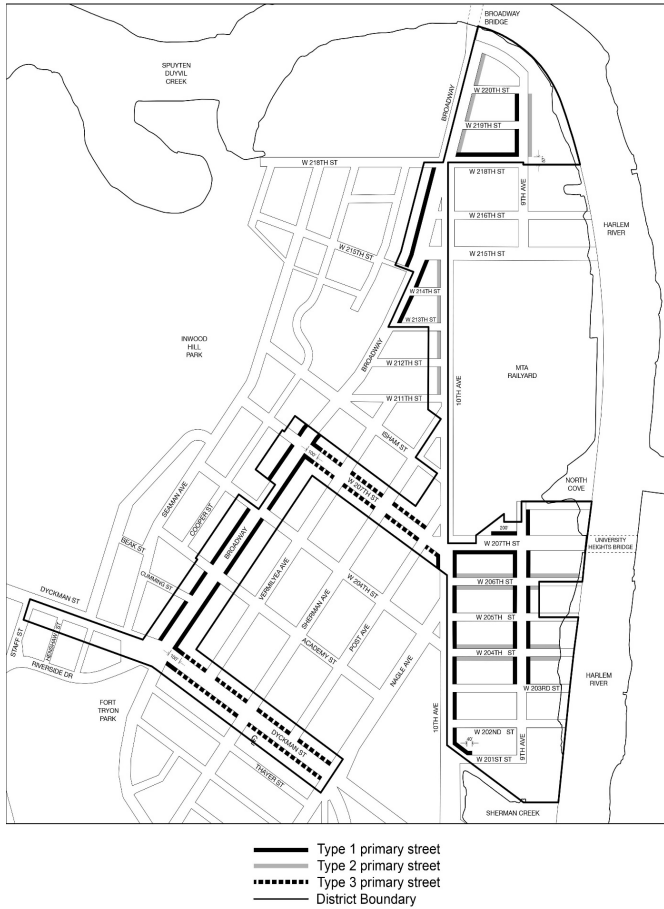 BROADWAY
BRIDGE
SPUYTEN
DUYVIL
CREEK
BROADWAY
W 220TH ST
W 219TH ST
W 218TH ST
W 218TH ST
9TH AVE
W 216TH ST
HARLEM
RIVER
W 215TH ST
W 215TH ST
W 214TH ST
W 213TH ST
INWOOD
HILL
PARK
BROADWAY
W 212TH ST
MTA
RAILYARD
10TH AVE
W 211TH ST
ISHAM ST
100'
W 207TH ST
NORTH
COVE
SEAMAN AVE
COOPER ST
200'
W 207TH ST
UNIVERSITY
HEIGHTS BRIDGE
BROADWAY
BEAK ST
VERMILYEA AVE
W 204TH ST
W 206TH ST
CUMMING ST
SHERMAN AVE
DYCKMAN ST
W 205TH ST
STAFF ST
HENSHAW ST
ACADEMY ST
POST AVE
W 204TH ST
RIVERSIDE DR
100'
NAGLE AVE
HARLEM
RIVER
W 203RD ST
FORT
TRYON
PARK
10TH AVE
DYCKMAN ST
W 202ND ST
9TH AVE
W 201ST ST
THAYER ST
SHERMAN CREEK
Type 1 primary street
Type 2 primary street
Type 3 primary street
District Boundary